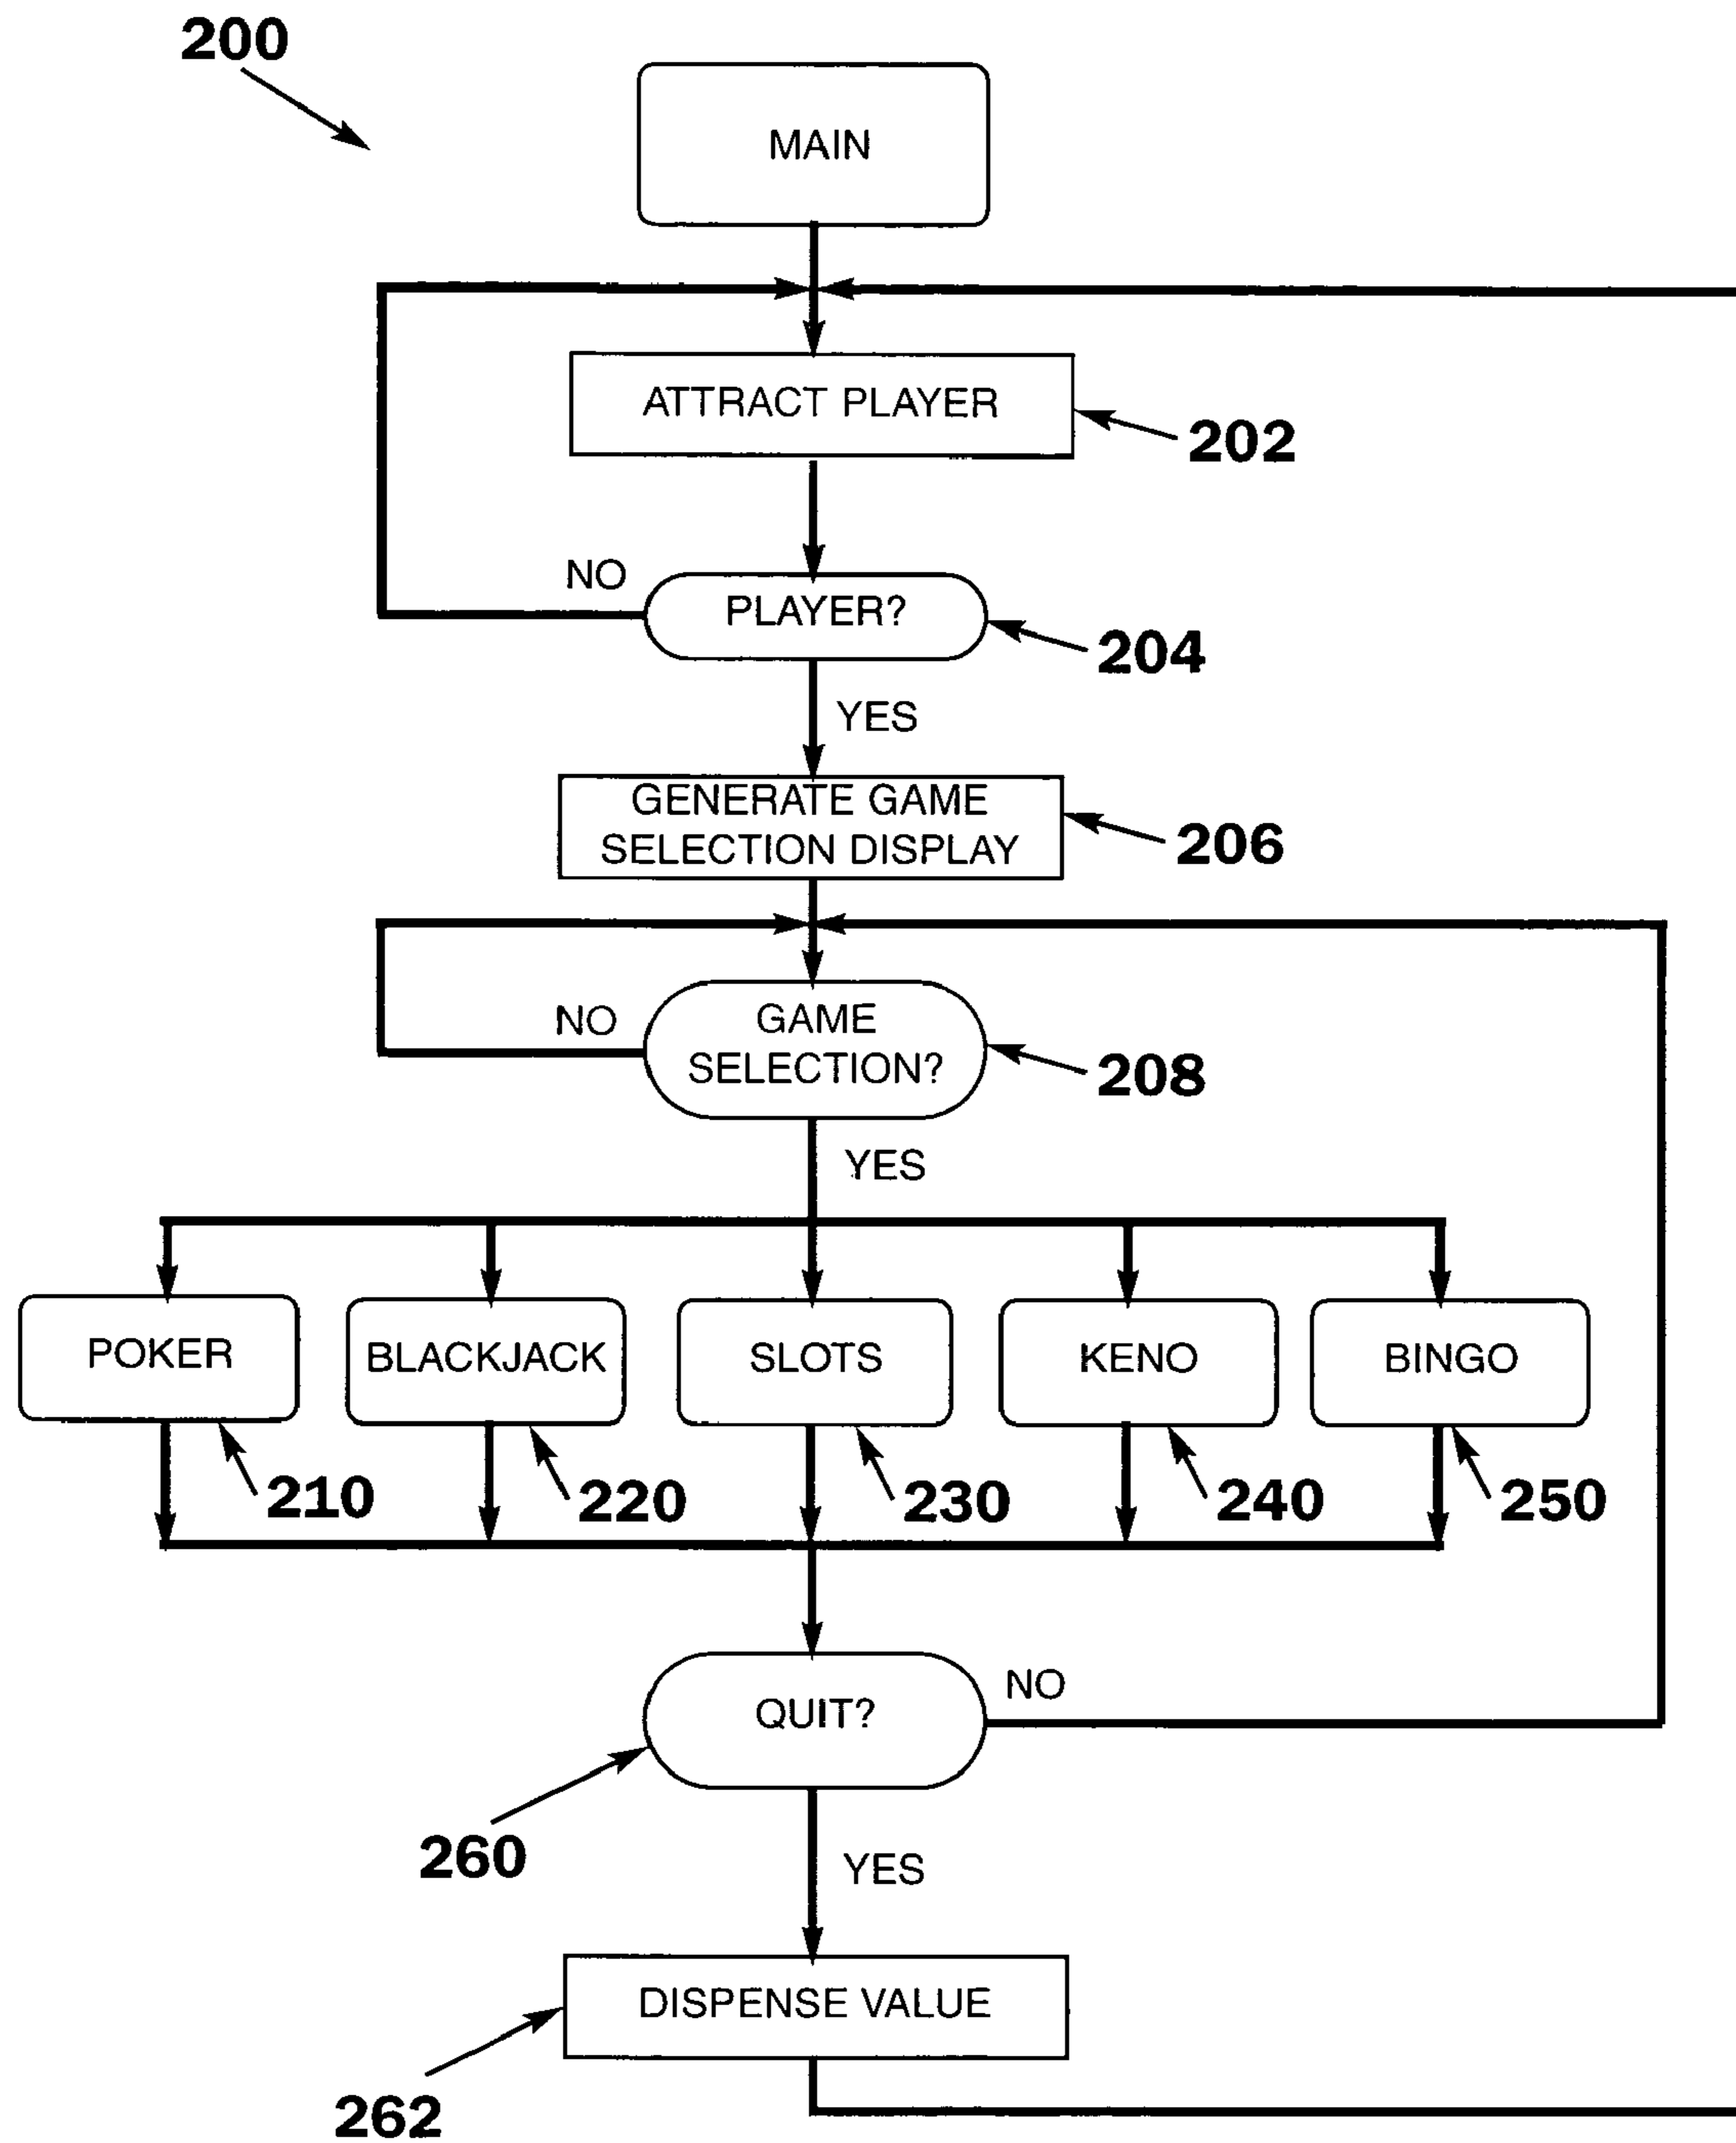 200
MAIN
ATTRACT PLAYER
202
NO
PLAYER?
204
YES
GENERATE GAME
SELECTION DISPLAY
206
NO
GAME
SELECTION?
208
YES
POKER
BLACKJACK
SLOTS
KENO
BINGO
210
220
230
240
250
QUIT?
NO
260
YES
DISPENSE VALUE
262